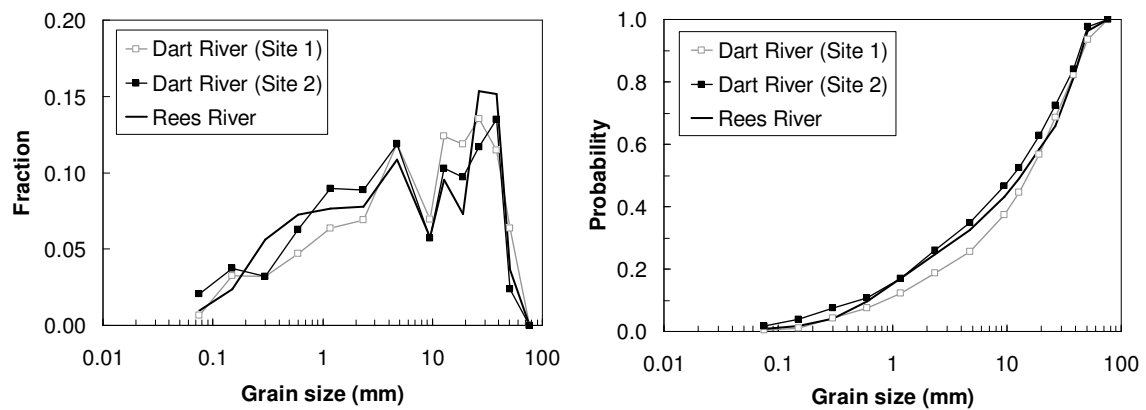 0.20
0.15
0.10
0.05
0.00
Fraction
Dart River (Site 1)
Dart River (Site 2)
Rees River
0.01 0.1 1 10 100
Grain size (mm)
1.0
0.8
0.6
0.4
0.2
0.0
Probability
Dart River (Site 1)
Dart River (Site 2)
Rees River
0.01 0.1 1 10 100
Grain size (mm)